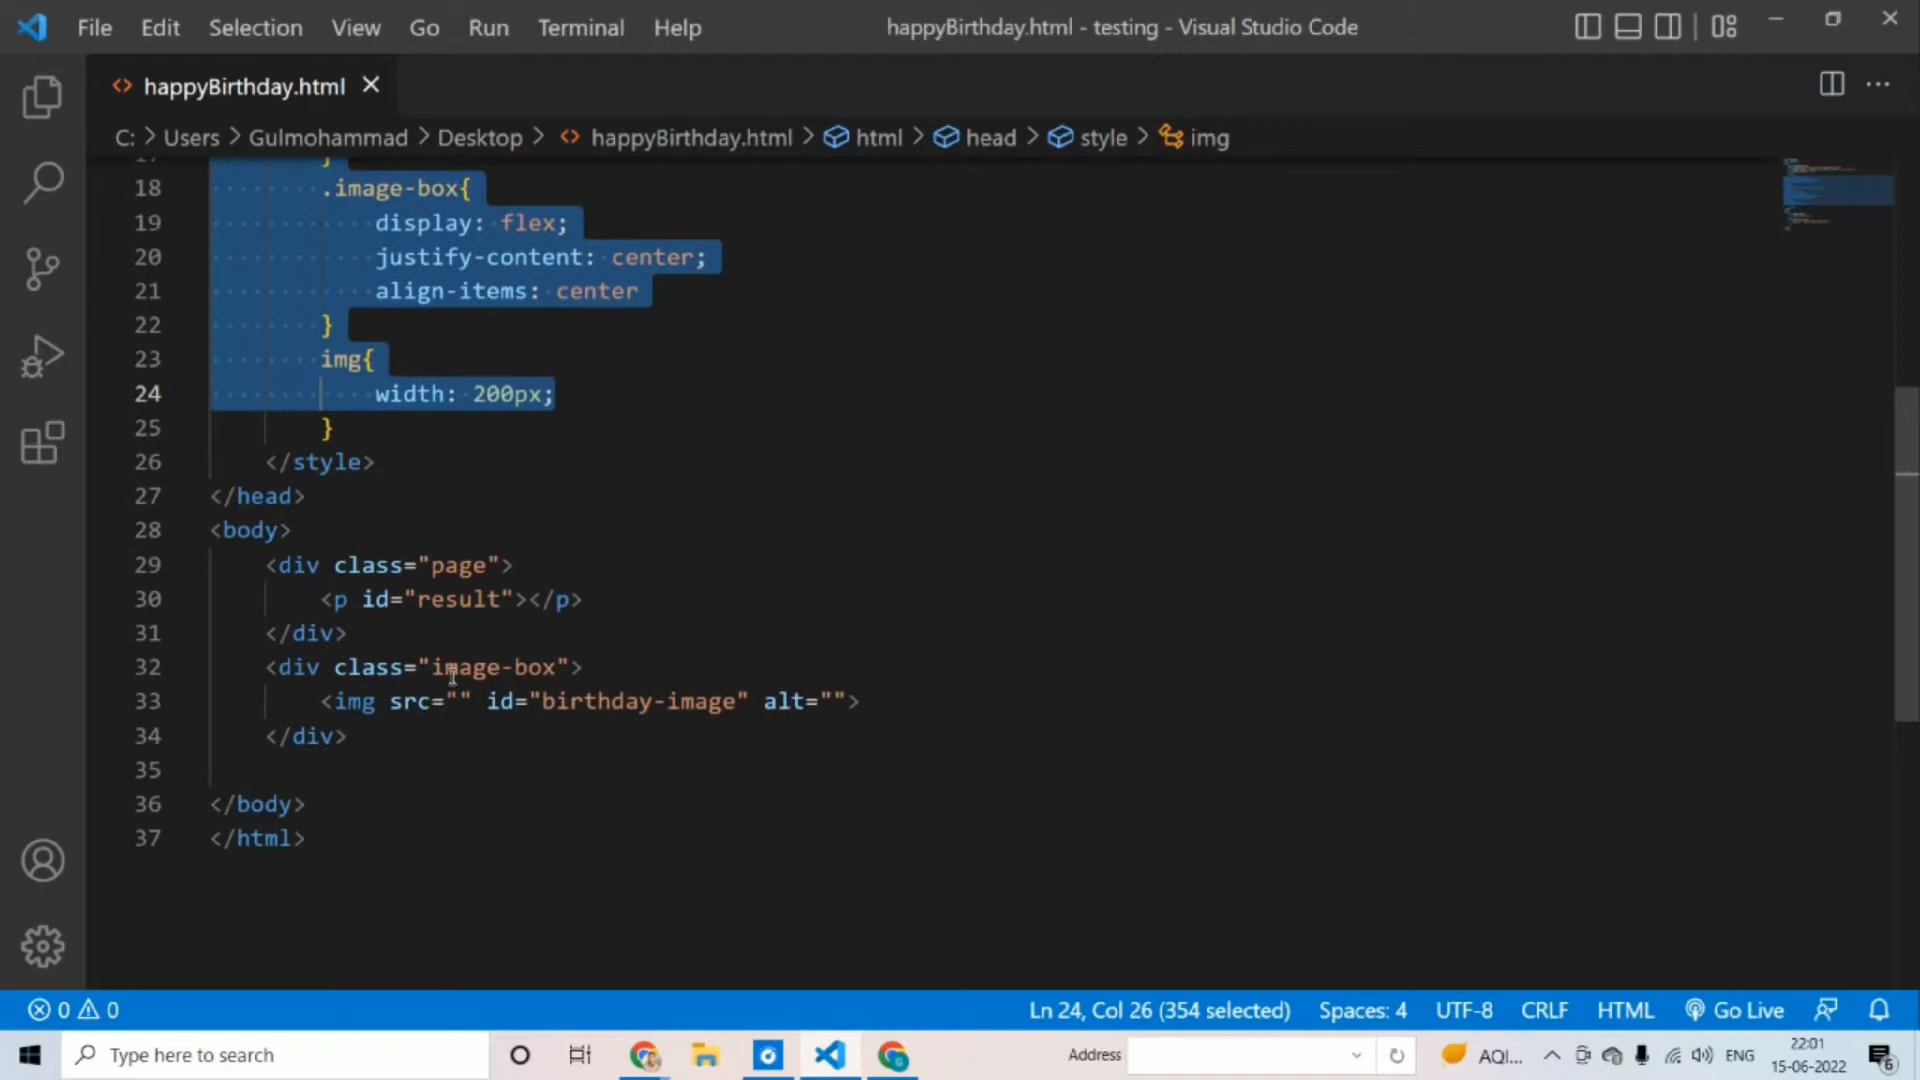 File Edit Selection View Go Run Terminal Help happyBirthday.html - testing - Visual Studio Code
happyBirthday.html
C: > Users > Gulmohammad > Desktop > happyBirthday.html > html > head > style > img
17 }
18 .image-box{
19 display: flex;
20 justify-content: center;
21 align-items: center
22 }
23 img{
24 width: 200px;
25 }
26 </style>
27 </head>
28 <body>
29 <div class="page">
30 <p id="result"></p>
31 </div>
32 <div class="image-box">
33 <img src="" id="birthday-image" alt="">
34 </div>
35
36 </body>
37 </html>
0 0 Ln 24, Col 26 (354 selected) Spaces: 4 UTF-8 CRLF HTML Go Live
Type here to search Address AQI... ENG 22:01
15-06-2022 6